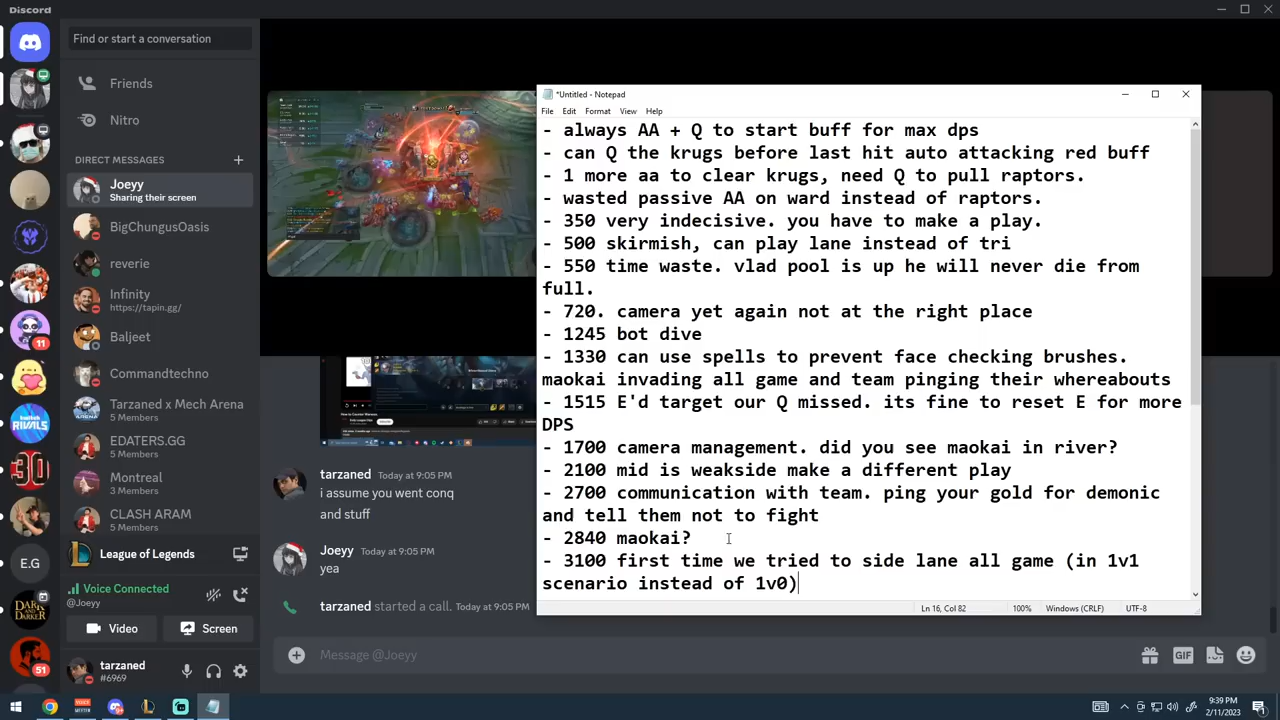 Discord
Find or start a conversation
Friends
Nitro
DIRECT MESSAGES
Joeyy
Sharing their screen
BigChungusOasis
reverie
Infinity
https://tapin.gg/
Baljeet
Commandtechno
Tarzaned x Mech Arena
5 Members
EDATERS.GG
5 Members
Montreal
3 Members
CLASH ARAM
5 Members
League of Legends
E.G
11
twitch
RIVALS
30
DARK
AND
DARKER
51
Voice Connected
@Joeyy
Video
Screen
tarzaned
#6969
tarzaned Today at 9:05 PM
i assume you went conq
and stuff
Joeyy Today at 9:05 PM
yea
tarzaned started a call. Today at 9:05 PM
Message @Joeyy
GIF
*Untitled - Notepad
File Edit Format View Help
- always AA + Q to start buff for max dps
- can Q the krugs before last hit auto attacking red buff
- 1 more aa to clear krugs, need Q to pull raptors.
- wasted passive AA on ward instead of raptors.
- 350 very indecisive. you have to make a play.
- 500 skirmish, can play lane instead of tri
- 550 time waste. vlad pool is up he will never die from
full.
- 720. camera yet again not at the right place
- 1245 bot dive
- 1330 can use spells to prevent face checking brushes.
maokai invading all game and team pinging their whereabouts
- 1515 E'd target our Q missed. its fine to reset E for more
DPS
- 1700 camera management. did you see maokai in river?
- 2100 mid is weakside make a different play
- 2700 communication with team. ping your gold for demonic
and tell them not to fight
- 2840 maokai?
- 3100 first time we tried to side lane all game (in 1v1
scenario instead of 1v0)
Ln 16, Col 82
100%
Windows (CRLF)
UTF-8
9:39 PM
2/11/2023